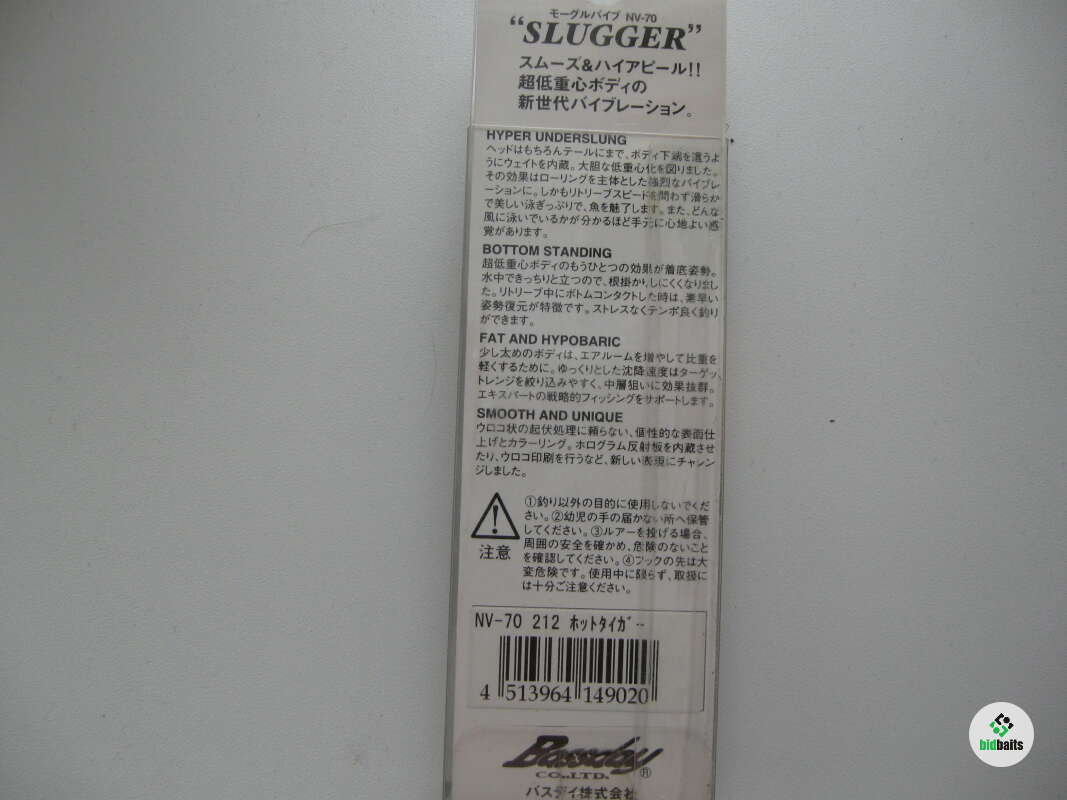 モーグルバイブ NV-70
“SLUGGER”
スムーズ&ハイアピール!!
超低重心ボディの
新世代バイブレーション。
HYPER UNDERSLUNG
ヘッドはもちろんテールにまで、ボディ下端を這うよ
うにウェイトを内蔵。大胆な低重心化を図りました。
その効果はローリングを主体とした強烈なバイブレ
ーションに。しかもリトリーブスピードを問わず滑らか
で美しい泳ぎっぷりで、魚を魅了します。また、どんな
風に泳いでいるかが分かるほど手元に心地よい感
覚があります。
BOTTOM STANDING
超低重心ボディのもうひとつの効果が着底姿勢。
水中できっちりと立つので、根掛かりしにくくなりまし
た。リトリーブ中にボトムコンタクトした時は、素早い
姿勢復元が特徴です。ストレスなくテンポ良く釣り
ができます。
FAT AND HYPOBARIC
少し太めのボディは、エアルームを増やして比重を
軽くするために。ゆっくりとした沈降速度はターゲッ
トレンジを絞り込みやすく、中層狙いに効果抜群。
エキスパートの戦略的フィッシングをサポートします。
SMOOTH AND UNIQUE
ウロコ状の起伏処理に頼らない、個性的な表面仕
上げとカラーリング。ホログラム反射板を内蔵させ
たり、ウロコ印刷を行うなど、新しい表現にチャレン
ジしました。
注意
①釣り以外の目的に使用しないでくだ
さい。②幼児の手の届かない所へ保管
してください。③ルアーを投げる場合、
周囲の安全を確かめ、危険のないこと
を確認してください。④フックの先は大
変危険です。使用中に限らず、取扱に
は十分ご注意ください。
NV-70 212 ホットタイガー
4 513964 149020
Bassday
CO.,LTD. ®
バスデイ株式会社
bidbaits